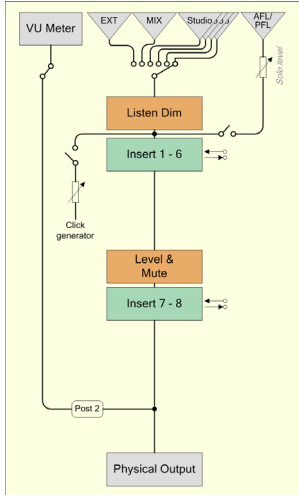 VU Meter
EXT
MIX
Studio
AFL/
PFL
Solo level
Listen Dim
Insert 1 - 6
Click
generator
Level &
Mute
Insert 7 - 8
Post 2
Physical Output